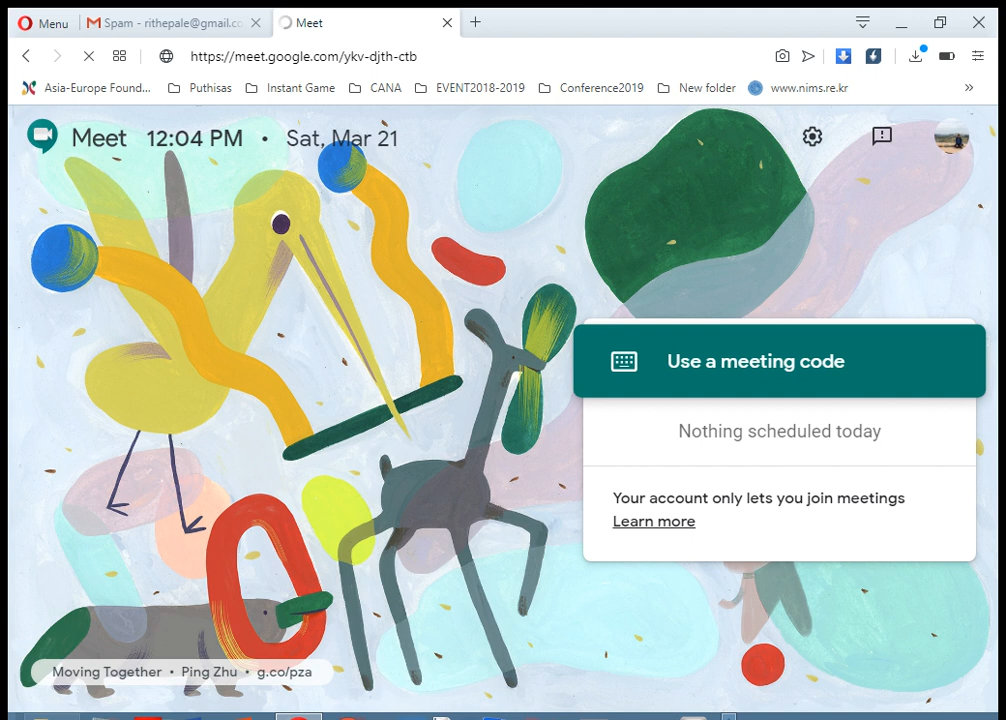 Menu
Spam - rithepale@gmail.co
Meet
https://meet.google.com/ykv-djth-ctb
Asia-Europe Found...
Puthisas
Instant Game
CANA
EVENT2018-2019
Conference2019
New folder
www.nims.re.kr
»
Meet 12:04 PM • Sat, Mar 21
Use a meeting code
Nothing scheduled today
Your account only lets you join meetings
Learn more
Moving Together • Ping Zhu • g.co/pza